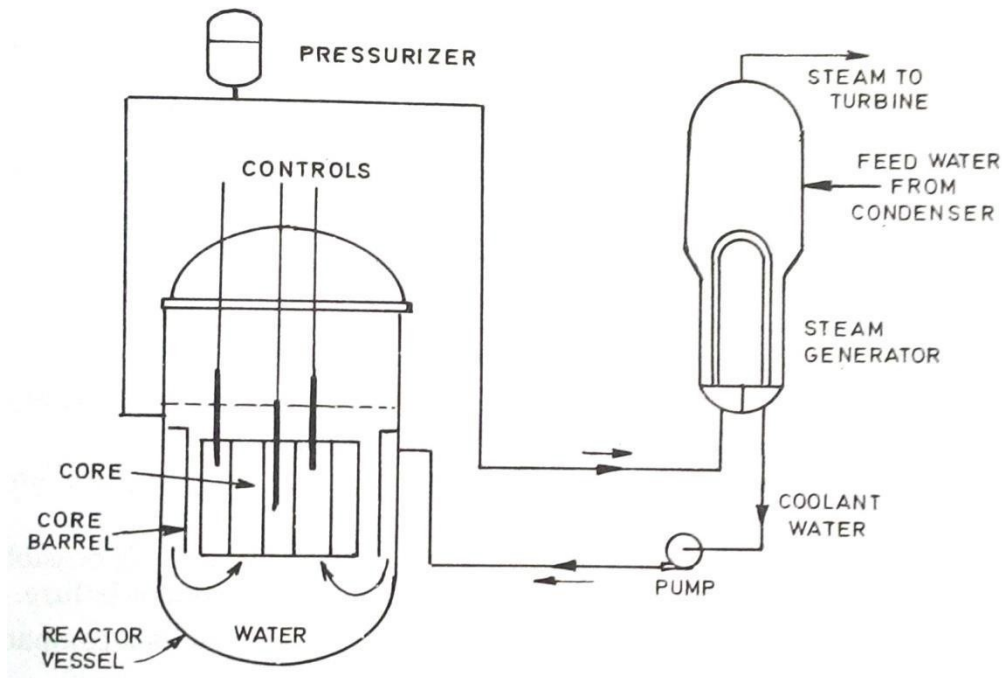 PRESSURIZER
STEAM TO
TURBINE
CONTROLS
FEED WATER
FROM
CONDENSER
STEAM
GENERATOR
CORE
CORE
BARREL
COOLANT
WATER
PUMP
REACTOR
VESSEL
WATER